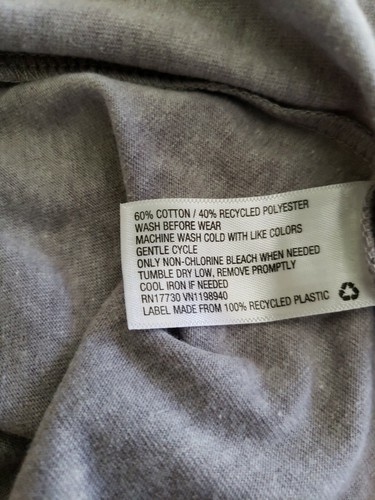 60% COTTON / 40% RECYCLED POLYESTER
WASH BEFORE WEAR
MACHINE WASH COLD WITH LIKE COLORS
GENTLE CYCLE
ONLY NON-CHLORINE BLEACH WHEN NEEDED
TUMBLE DRY LOW, REMOVE PROMPTLY
COOL IRON IF NEEDED
RN17730 VN1198940
LABEL MADE FROM 100% RECYCLED PLASTIC